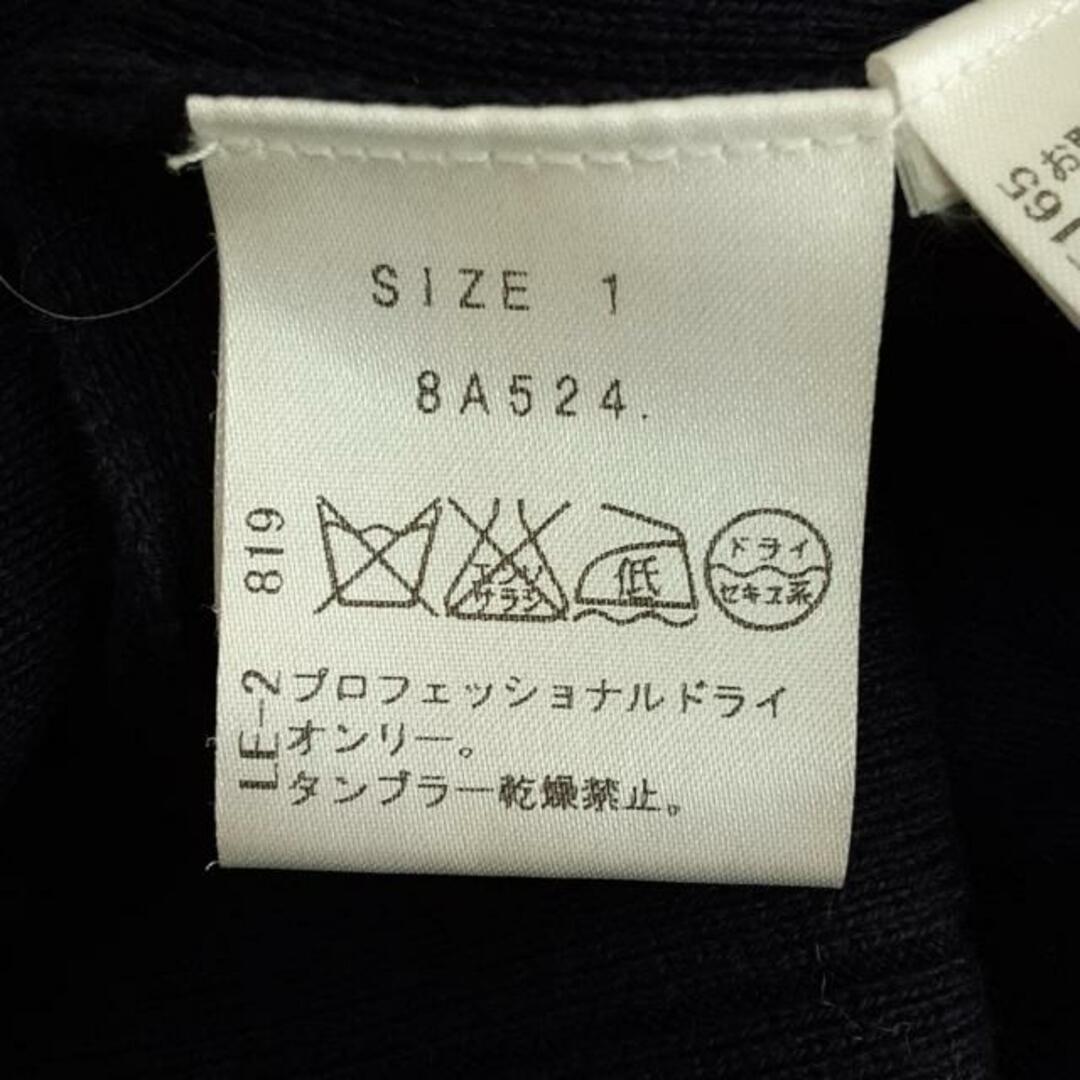 SIZE 1
8A524.
819
エンソ
サラシ
低
ドライ
セキユ系
LE-2
プロフェッショナルドライ
オンリー。
タンブラー乾燥禁止。
165
お